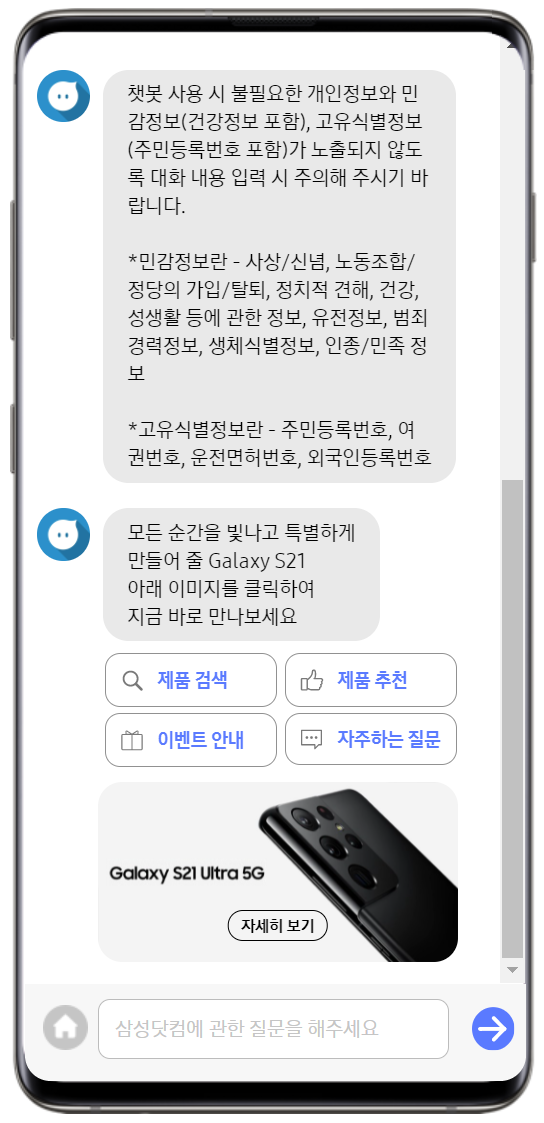 챗봇 사용 시 불필요한 개인정보와 민
감정보(건강정보 포함), 고유식별정보
(주민등록번호 포함)가 노출되지 않도
록 대화 내용 입력 시 주의해 주시기 바
랍니다.
*민감정보란 - 사상/신념, 노동조합/
정당의 가입/탈퇴, 정치적 견해, 건강,
성생활 등에 관한 정보, 유전정보, 범죄
경력정보, 생체식별정보, 인종/민족 정
보
*고유식별정보란 - 주민등록번호, 여
권번호, 운전면허번호, 외국인등록번호
모든 순간을 빛나고 특별하게
만들어 줄 Galaxy S21
아래 이미지를 클릭하여
지금 바로 만나보세요
제품 검색
제품 추천
이벤트 안내
자주하는 질문
Galaxy S21 Ultra 5G
자세히 보기
삼성닷컴에 관한 질문을 해주세요